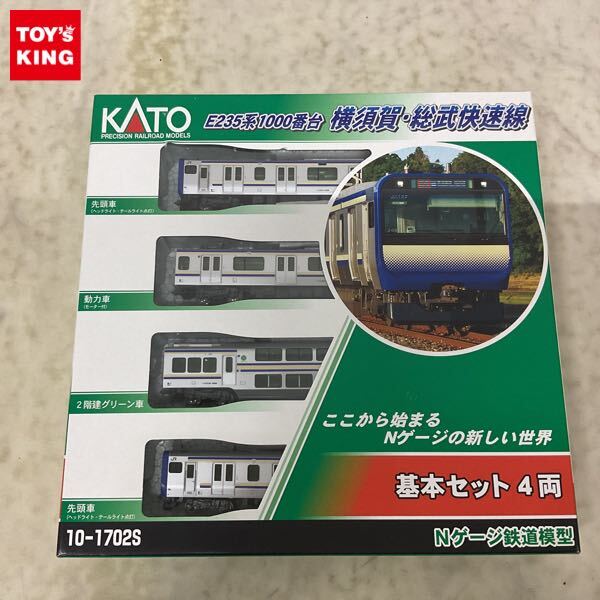 TOY'S
KING
KATO
PRECISION RAILROAD MODELS
E235系1000番台 横須賀・総武快速線
先頭車
(ヘッドライト・テールライト点灯)
動力車
(モーター付)
2階建グリーン車
先頭車
(ヘッドライト・テールライト点灯)
ここから始まる
Nゲージの新しい世界
基本セット 4両
10-1702S
Nゲージ鉄道模型